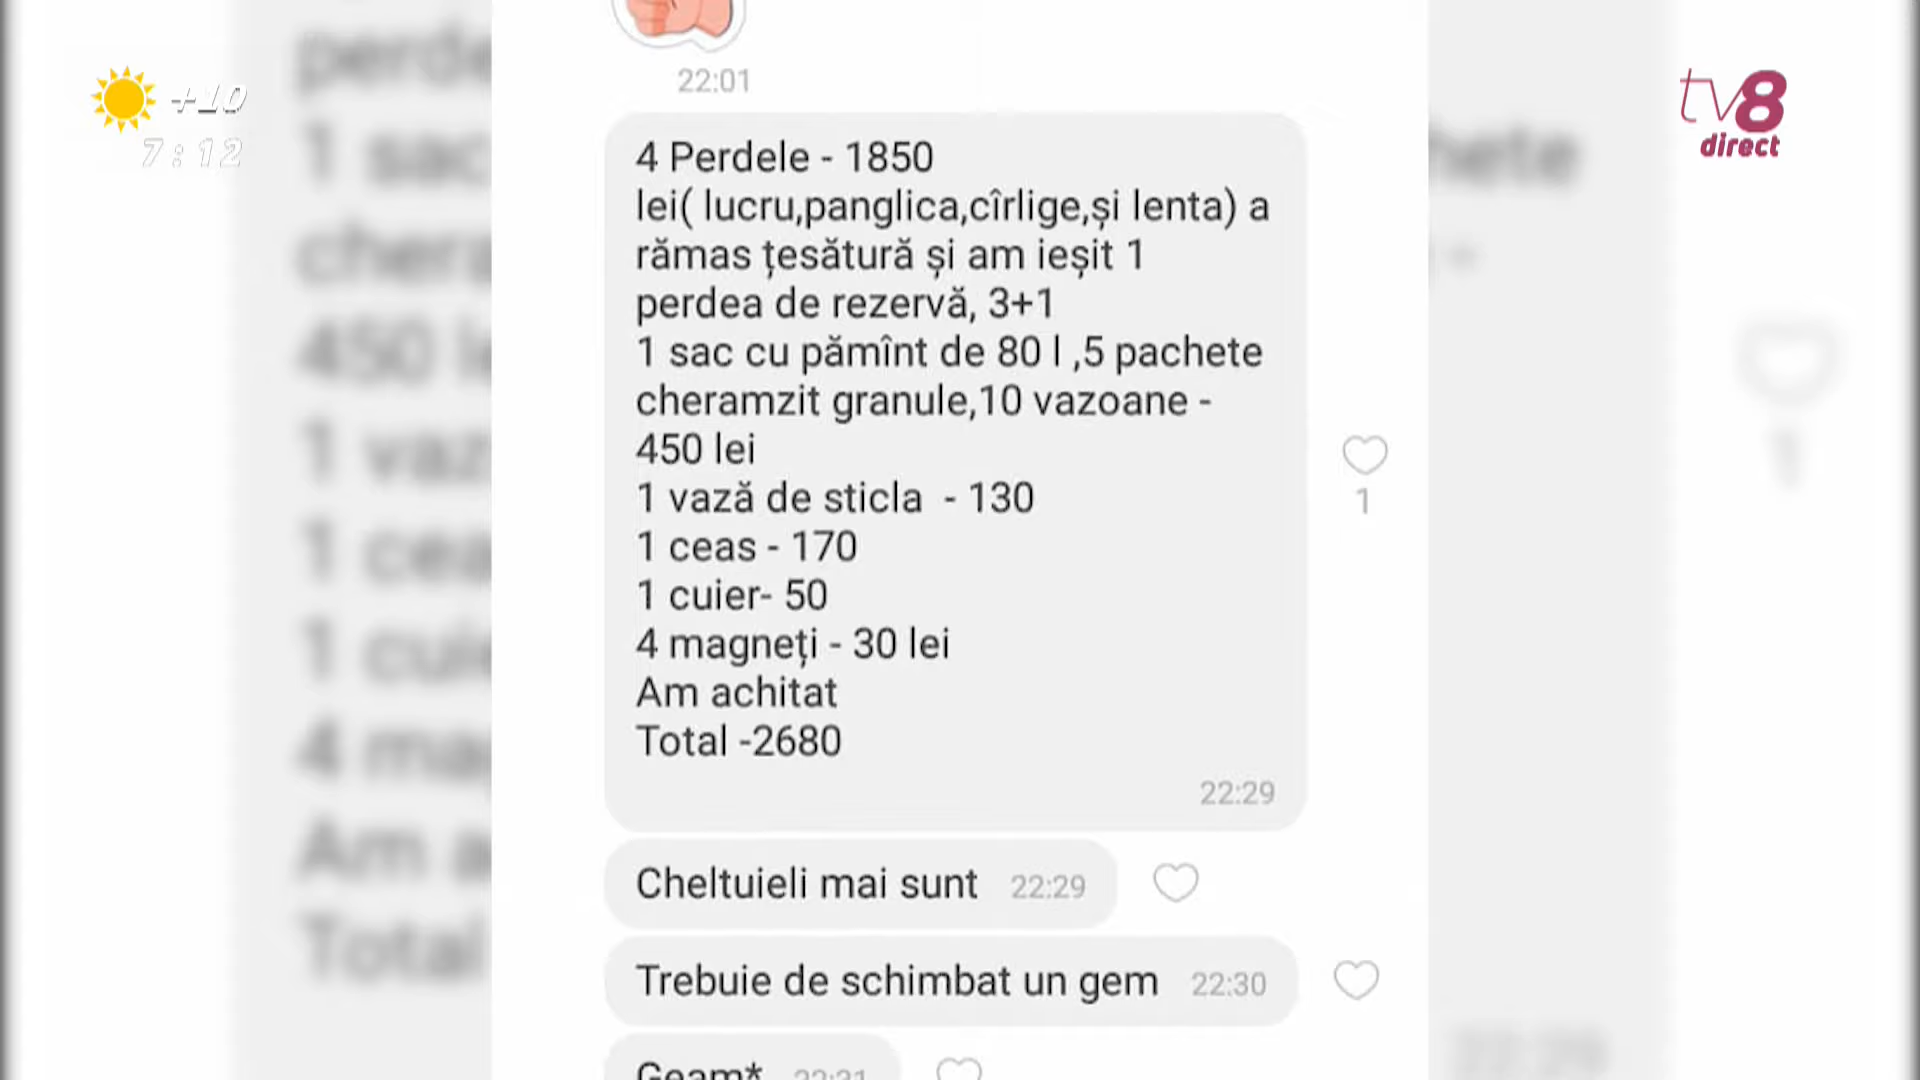 +10
7:12
tv8
direct
22:01
4 Perdele - 1850
lei( lucru,panglica,cîrlige,și lenta) a
rămas țesătură și am ieșit 1
perdea de rezervă, 3+1
1 sac cu pămînt de 80 l ,5 pachete
cheramzit granule,10 vazoane -
450 lei
1 vază de sticla  - 130
1 ceas - 170
1 cuier- 50
4 magneți - 30 lei
Am achitat
Total -2680
22:29
1
Cheltuieli mai sunt 22:29
Trebuie de schimbat un gem 22:30
Geam* 22:31